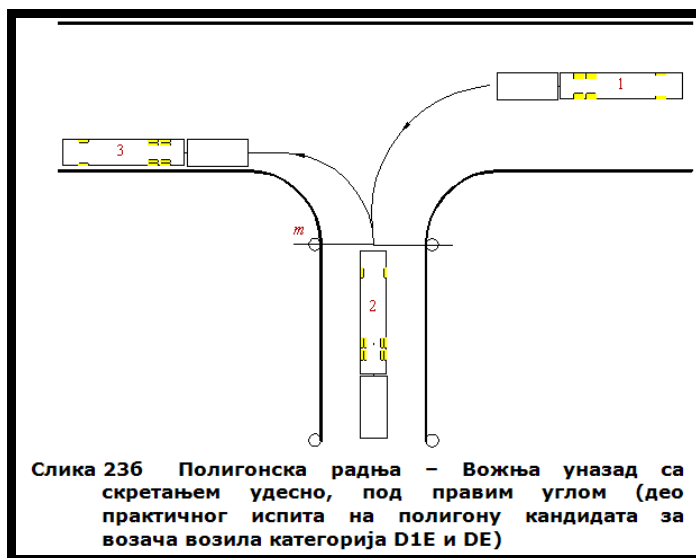 1
3
m
2
Слика 23б Полигонска радња – Вожња уназад са
скретањем удесно, под правим углом (део
практичног испита на полигону кандидата за
возача возила категорија D1E и DE)